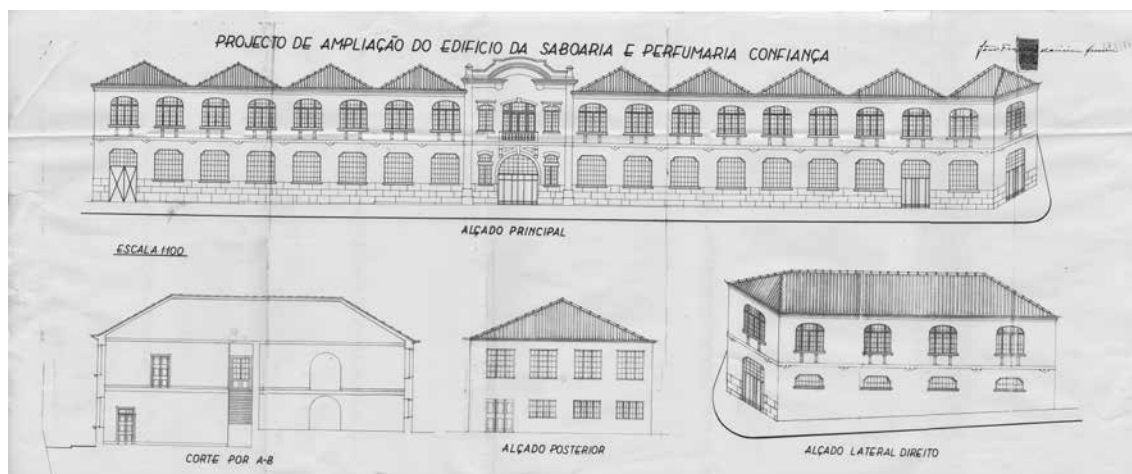 PROJECTO DE AMPLIAÇÃO DO EDIFÍCIO DA SABOARIA E PERFUMARIA CONFIANÇA
ALÇADO PRINCIPAL
ESCALA 1:100
CORTE POR A-B
ALÇADO POSTERIOR
ALÇADO LATERAL DIREITO